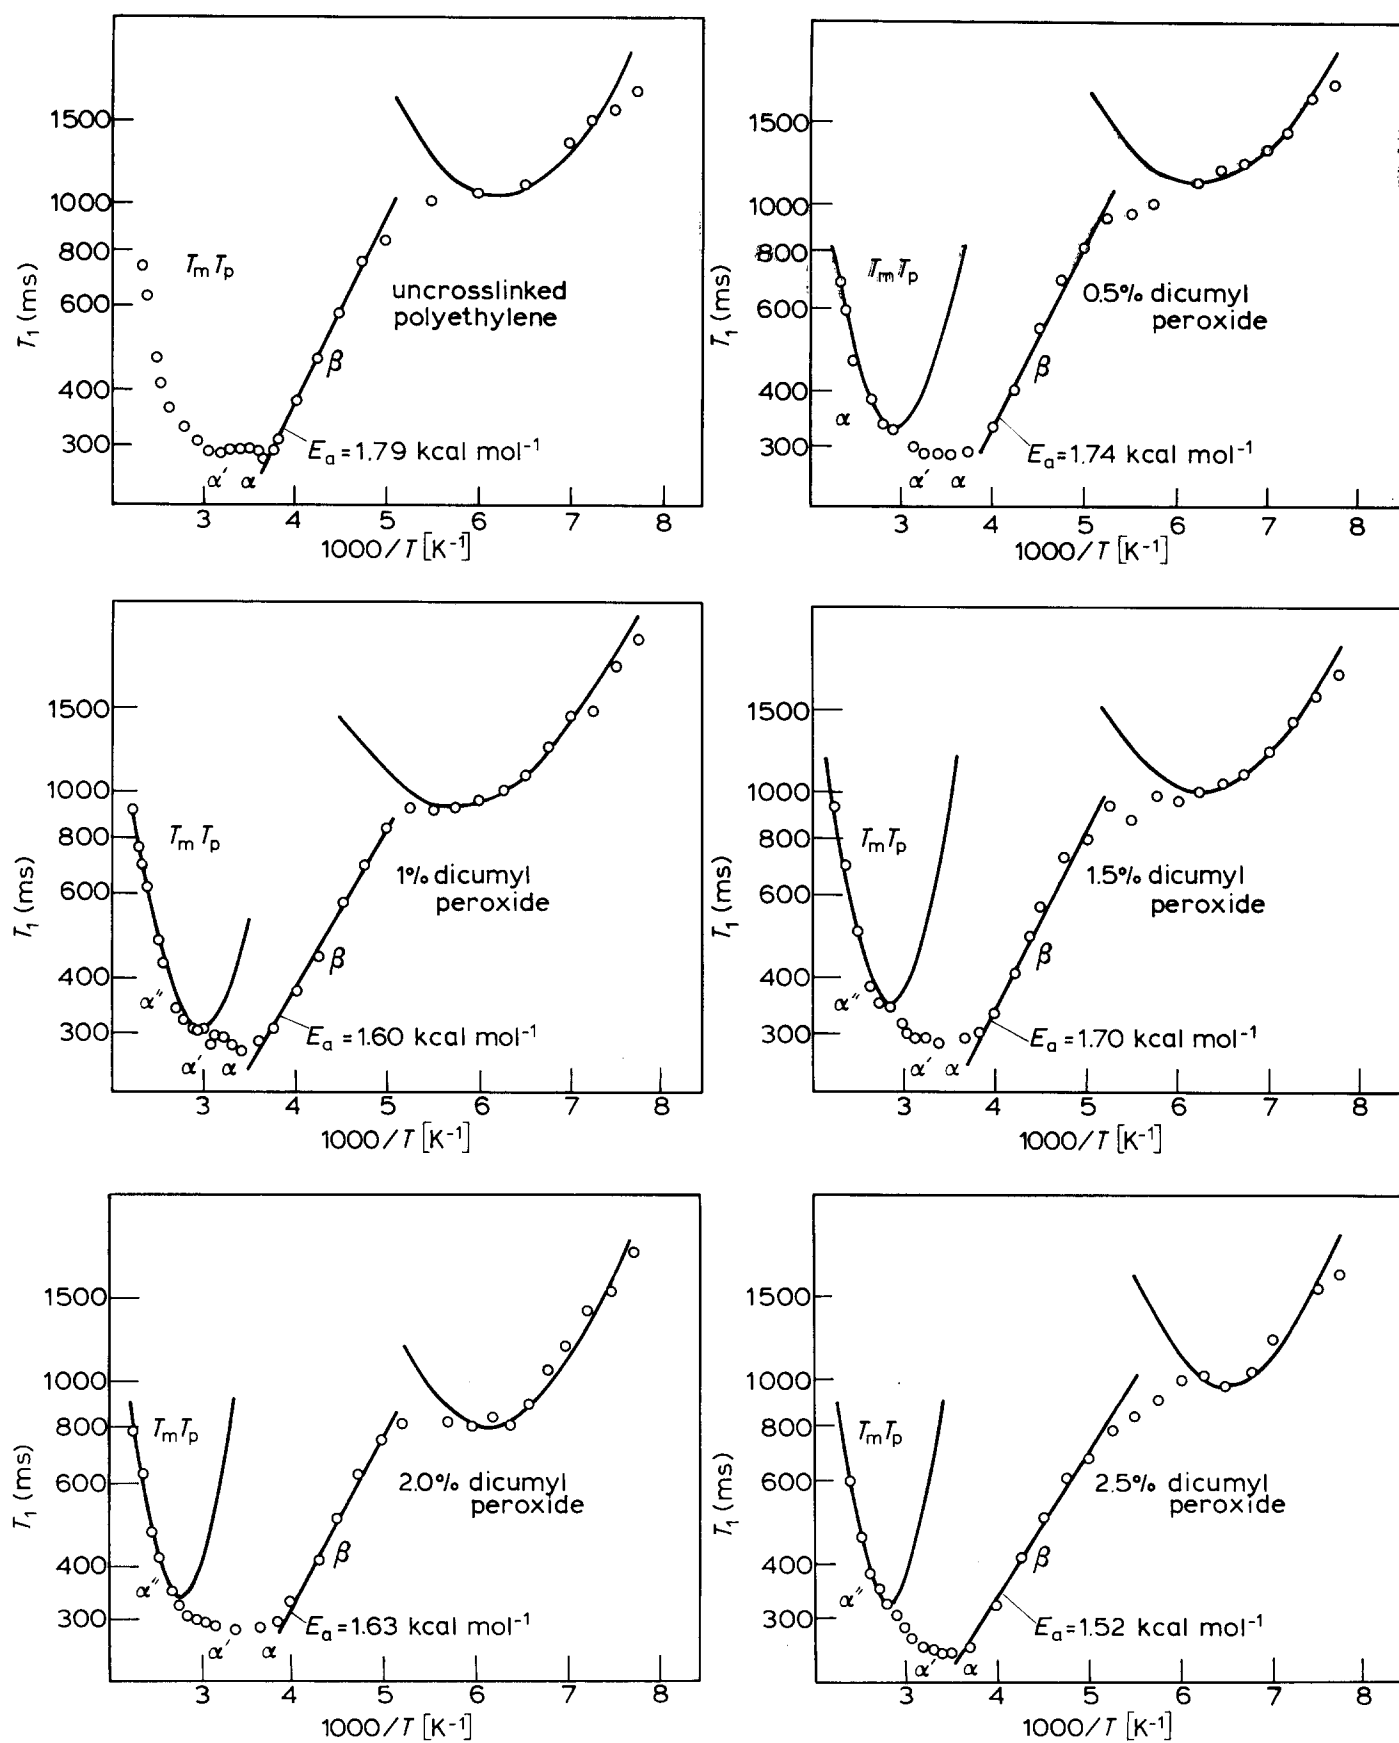 1500
1000
800
600
400
300
T₁ (ms)
TₘTₚ
uncrosslinked
polyethylene
β
Eₐ=1.79 kcal mol⁻¹
α′ α
3 4 5 6 7 8
1000/T [K⁻¹]
1500
1000
800
600
400
300
T₁ (ms)
TₘTₚ
0.5% dicumyl
peroxide
β
α
Eₐ=1.74 kcal mol⁻¹
α′ α
3 4 5 6 7 8
1000/T [K⁻¹]
1500
1000
800
600
400
300
T₁ (ms)
TₘTₚ
1% dicumyl
peroxide
β
α″
Eₐ=1.60 kcal mol⁻¹
α′ α
3 4 5 6 7 8
1000/T [K⁻¹]
1500
1000
800
600
400
300
T₁ (ms)
TₘTₚ
1.5% dicumyl
peroxide
β
α″
Eₐ=1.70 kcal mol⁻¹
α′ α
3 4 5 6 7 8
1000/T [K⁻¹]
1500
1000
800
600
400
300
T₁ (ms)
TₘTₚ
2.0% dicumyl
peroxide
β
α″
Eₐ=1.63 kcal mol⁻¹
α′ α
3 4 5 6 7 8
1000/T [K⁻¹]
1500
1000
800
600
400
300
T₁ (ms)
TₘTₚ
2.5% dicumyl
peroxide
β
α″
Eₐ=1.52 kcal mol⁻¹
α′ α
3 4 5 6 7 8
1000/T [K⁻¹]